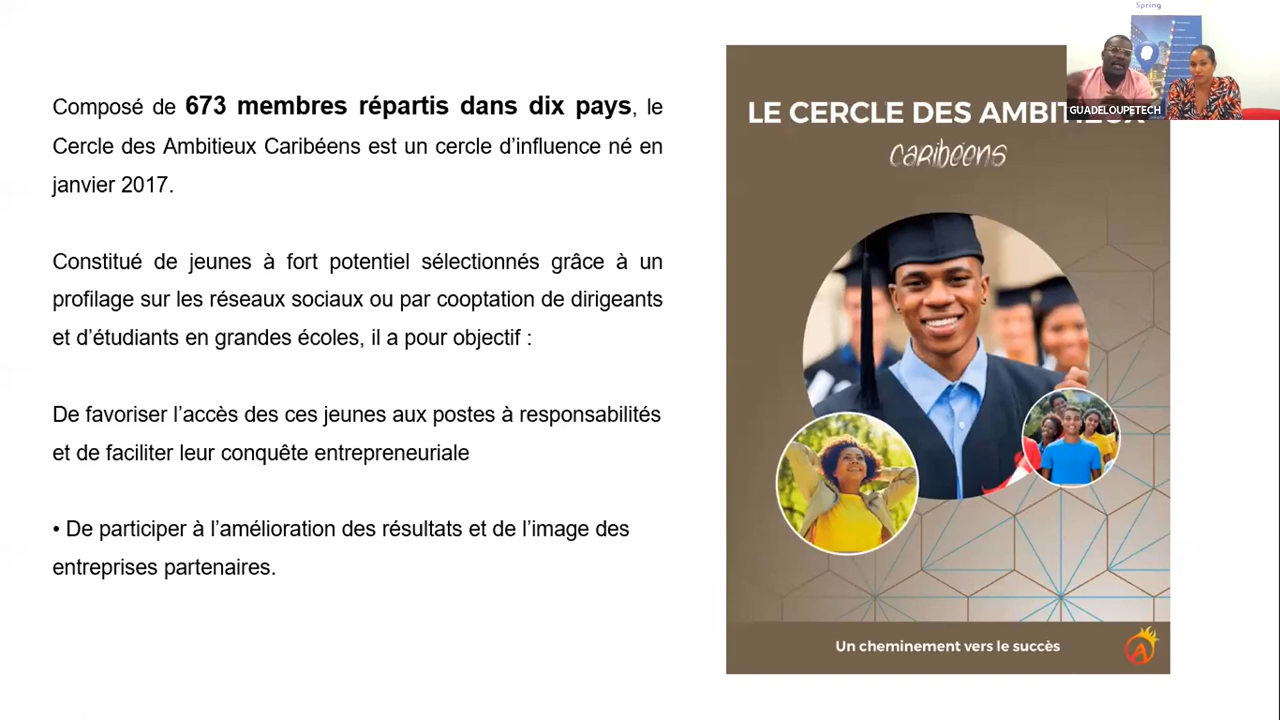 Spring
Composé de 673 membres répartis dans dix pays, le
Cercle des Ambitieux Caribéens est un cercle d’influence né en
janvier 2017.
Constitué de jeunes à fort potentiel sélectionnés grâce à un
profilage sur les réseaux sociaux ou par cooptation de dirigeants
et d’étudiants en grandes écoles, il a pour objectif :
De favoriser l’accès des ces jeunes aux postes à responsabilités
et de faciliter leur conquête entrepreneuriale
• De participer à l’amélioration des résultats et de l’image des
entreprises partenaires.
GUADELOUPETECH
LE CERCLE DES AMBITIEUX
CARIBÉENS
Un cheminement vers le succès
A